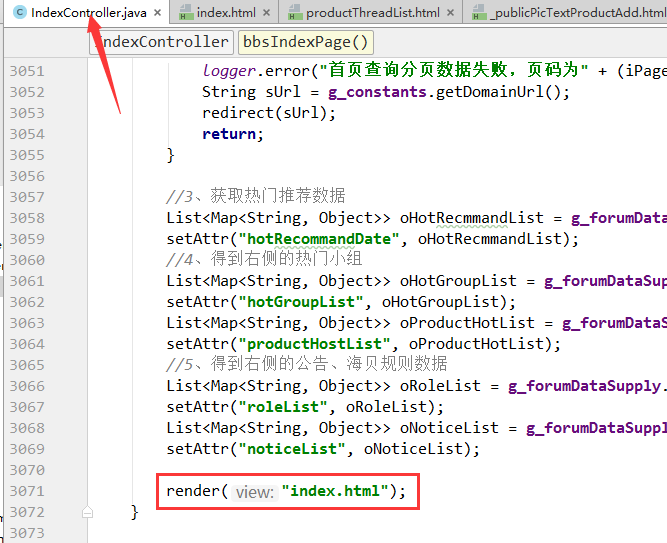 IndexController.java × index.html × productThreadList.html × _publicPicTextProductAdd.html
IndexController bbsIndexPage()
3051 logger.error("首页查询分页数据失败，页码为" + (iPage
3052 String sUrl = g_constants.getDomainUrl();
3053 redirect(sUrl);
3054 return;
3055 }
3056
3057 //3、获取热门推荐数据
3058 List<Map<String, Object>> oHotRecmmandList = g_forumData
3059 setAttr("hotRecommandDate", oHotRecmmandList);
3060 //4、得到右侧的热门小组
3061 List<Map<String, Object>> oHotGroupList = g_forumDataSup
3062 setAttr("hotGroupList", oHotGroupList);
3063 List<Map<String, Object>> oProductHotList = g_forumDataS
3064 setAttr("productHostList", oProductHotList);
3065 //5、得到右侧的公告、海贝规则数据
3066 List<Map<String, Object>> oRoleList = g_forumDataSupply.
3067 setAttr("roleList", oRoleList);
3068 List<Map<String, Object>> oNoticeList = g_forumDataSuppl
3069 setAttr("noticeList", oNoticeList);
3070
3071 render( view: "index.html");
3072 }
3073